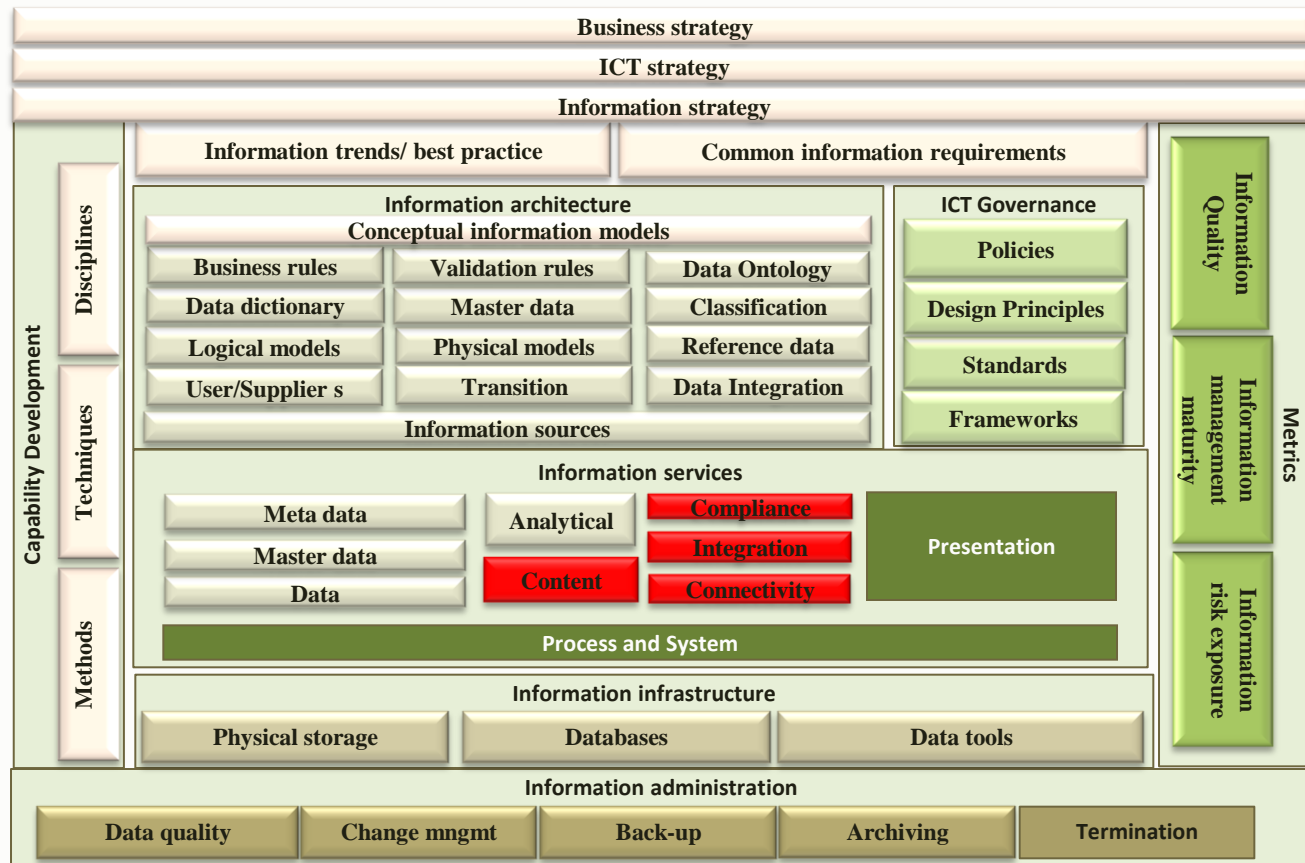 Business strategy
ICT strategy
Information strategy
Information trends/ best practice
Common information requirements
Capability Development
Disciplines
Techniques
Methods
Information architecture
Conceptual information models
Business rules
Validation rules
Data Ontology
Data dictionary
Master data
Classification
Logical models
Physical models
Reference data
User/Supplier s
Transition
Data Integration
Information sources
ICT Governance
Policies
Design Principles
Standards
Frameworks
Information services
Meta data
Master data
Data
Analytical
Content
Compliance
Integration
Connectivity
Presentation
Process and System
Information infrastructure
Physical storage
Databases
Data tools
Metrics
Information
Quality
Information
management
maturity
Information
risk exposure
Information administration
Data quality
Change mngmt
Back-up
Archiving
Termination